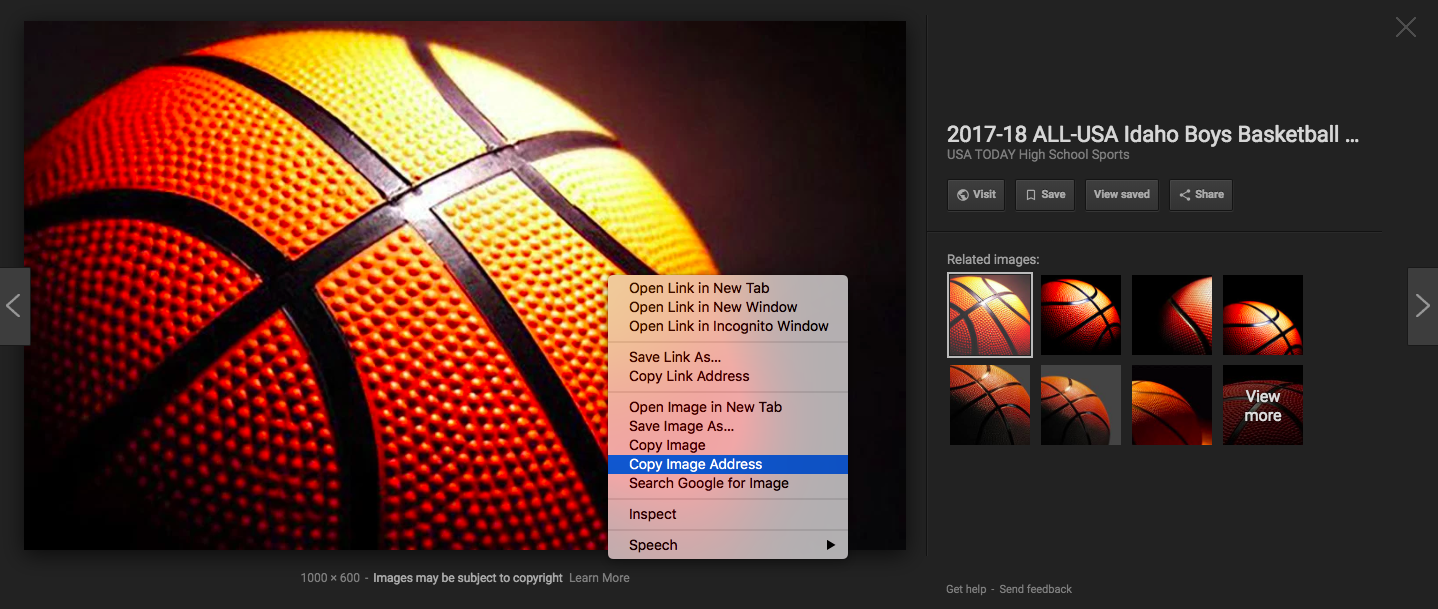 2017-18 ALL-USA Idaho Boys Basketball ...
USA TODAY High School Sports
Visit
Save
View saved
Share
Related images:
View
more
Open Link in New Tab
Open Link in New Window
Open Link in Incognito Window
Save Link As...
Copy Link Address
Open Image in New Tab
Save Image As...
Copy Image
Copy Image Address
Search Google for Image
Inspect
Speech
1000 × 600 - Images may be subject to copyright Learn More
Get help - Send feedback